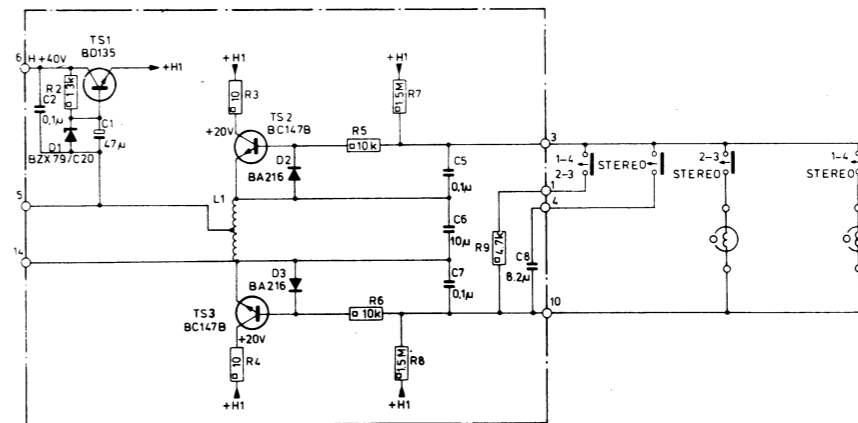 TS1
BD135
6 H +40V
+H1
R2
1.3k
C2
0,1µ
C1
47µ
D1
BZX79/C20
5
14
+H1
10
R3
TS2
BC147B
+20V
D2
BA216
L1
R5
10k
+H1
1,5M
R7
C5
0,1µ
C6
10µ
C7
0,1µ
D3
BA216
TS3
BC147B
+20V
10
R4
+H1
R6
10k
1,5M
R8
+H1
R9
4,7k
C8
8.2µ
3
1
4
10
1-4
2-3
STEREO
2-3
STEREO
1-4
STEREO